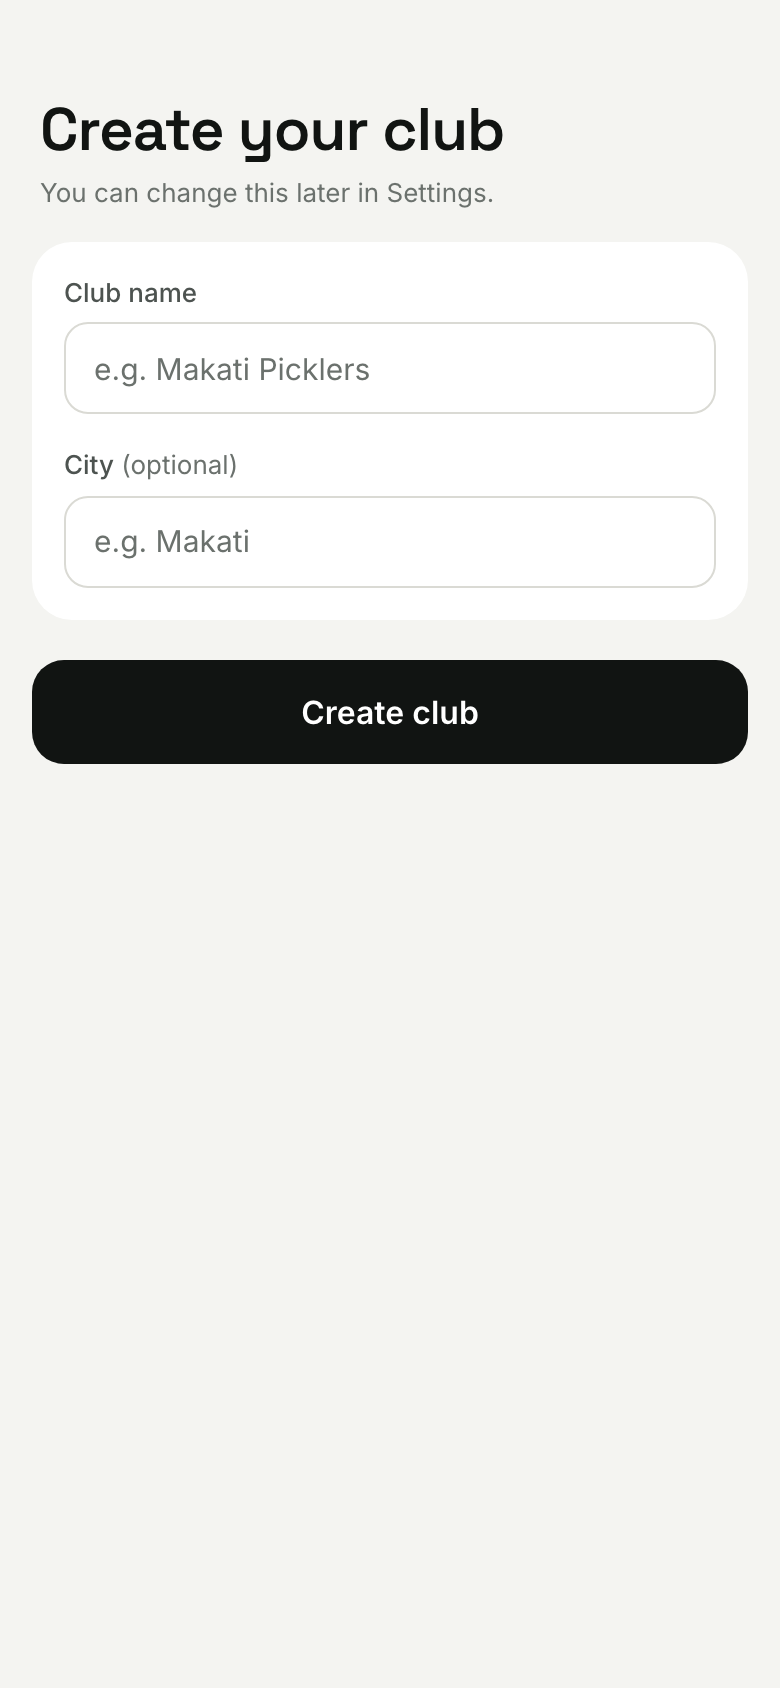 Create your club
You can change this later in Settings.
Club name
e.g. Makati Picklers
City (optional)
e.g. Makati
Create club